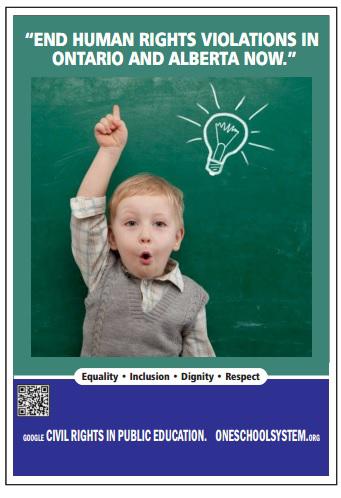 “END HUMAN RIGHTS VIOLATIONS IN
ONTARIO AND ALBERTA NOW.”
Equality • Inclusion • Dignity • Respect
GOOGLE CIVIL RIGHTS IN PUBLIC EDUCATION. ONESCHOOLSYSTEM.ORG